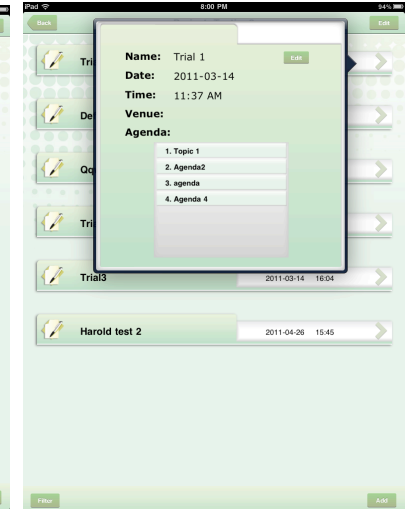 iPad 8:00 PM 94%
Back Edit
Name: Trial 1 Edit
Tri
Date: 2011-03-14
Time: 11:37 AM
De
Venue:
Agenda:
1. Topic 1
Qq
2. Agenda2
3. agenda
4. Agenda 4
Tri
Trial3 2011-03-14 16:04
Harold test 2 2011-04-26 15:45
Filter Add